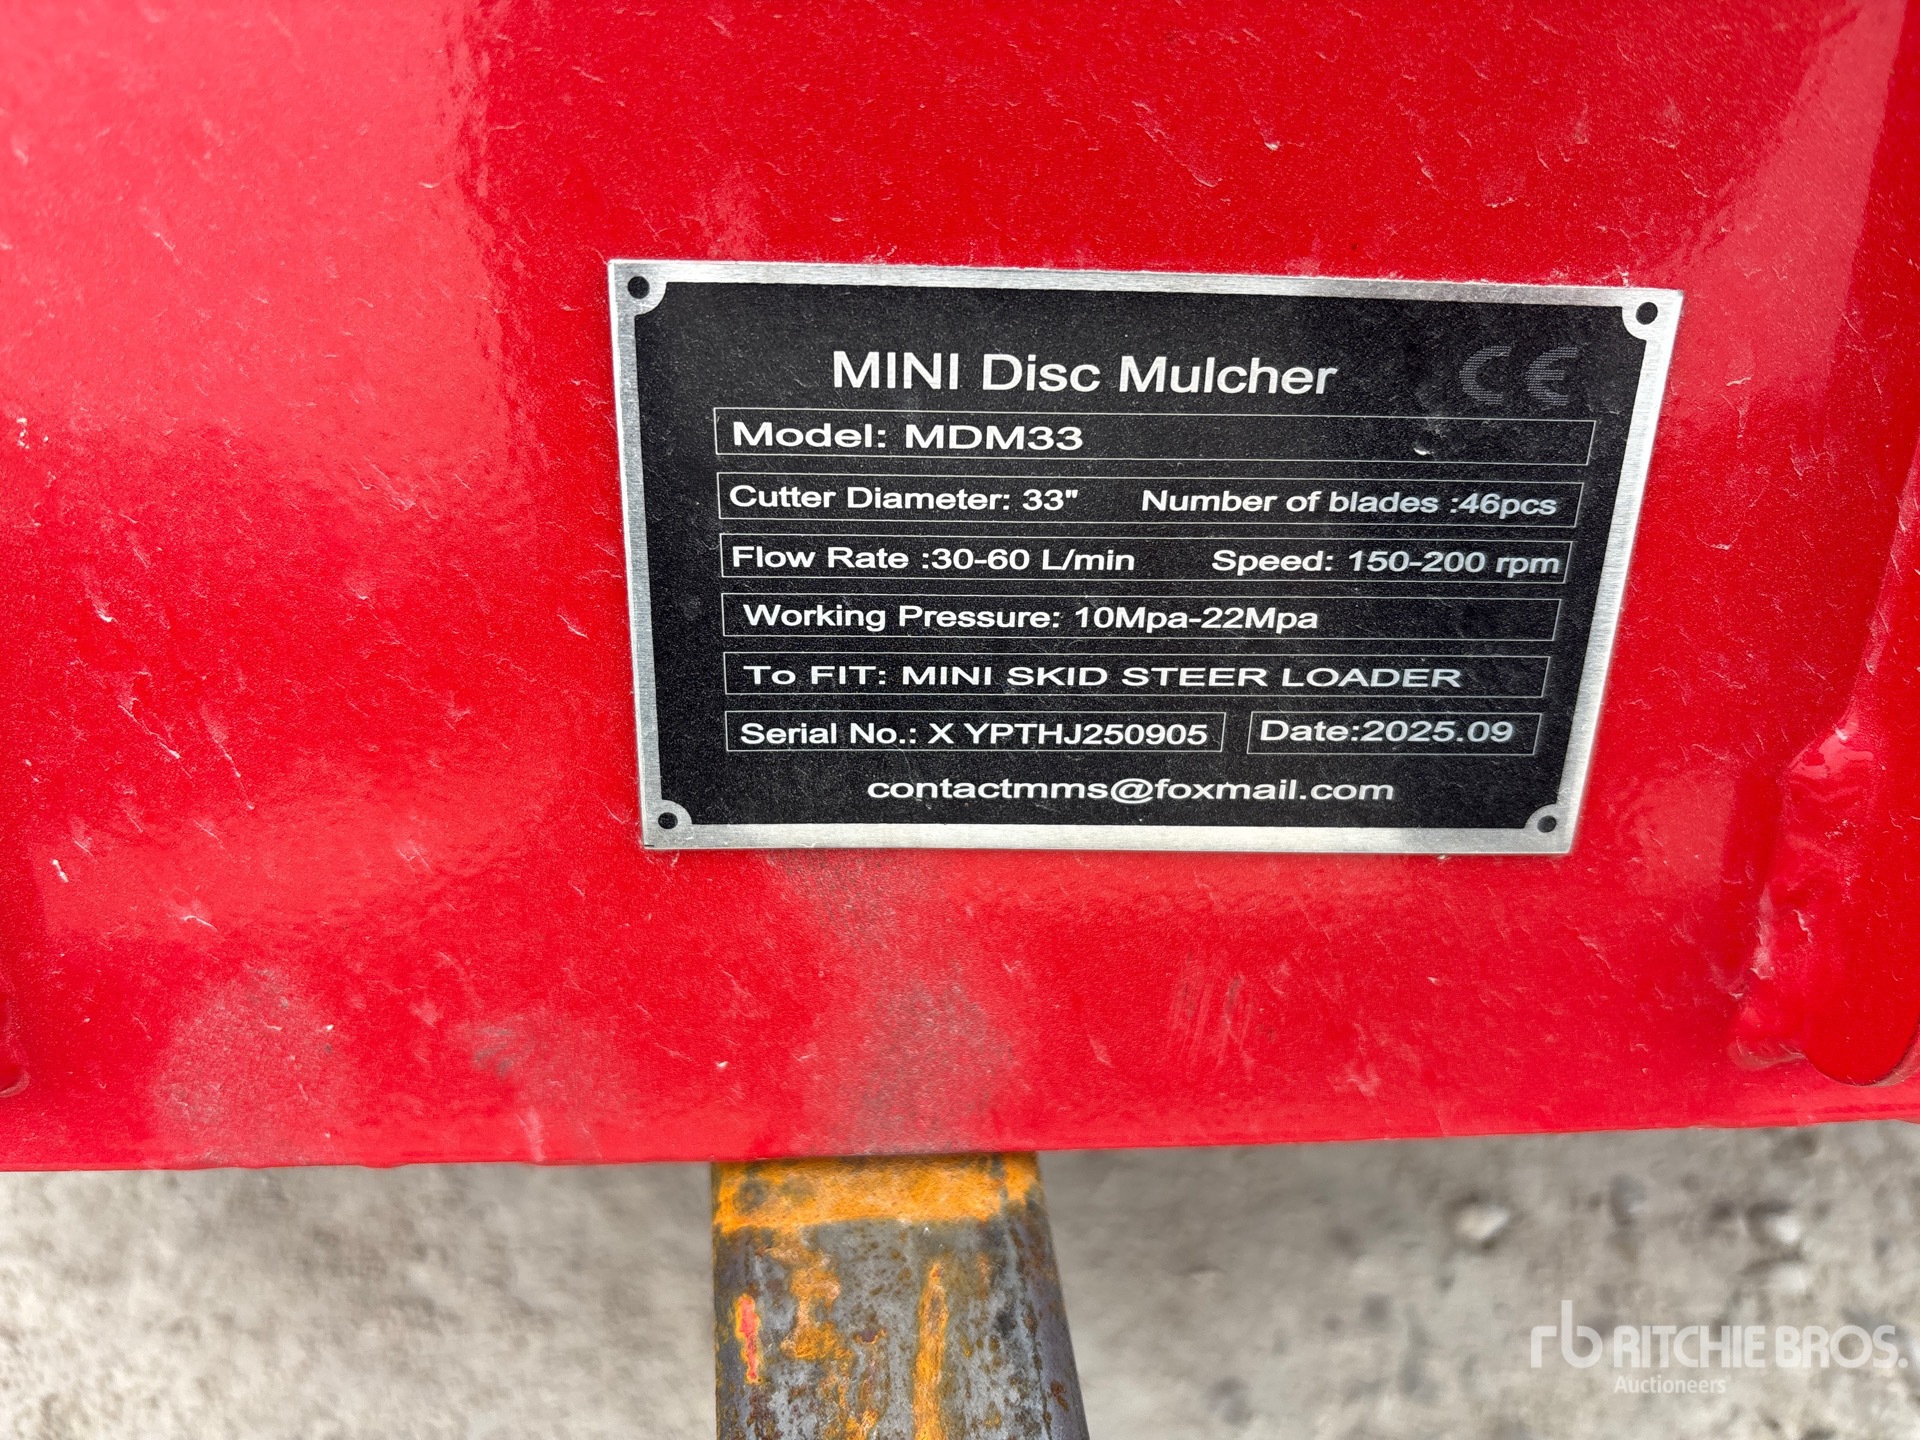 MINI Disc Mulcher CE
Model: MDM33
Cutter Diameter: 33" Number of blades :46pcs
Flow Rate :30-60 L/min Speed: 150-200 rpm
Working Pressure: 10Mpa-22Mpa
To FIT: MINI SKID STEER LOADER
Serial No.: X YPTHJ250905 Date:2025.09
contactmms@foxmail.com
rb RITCHIE BROS.
Auctioneers